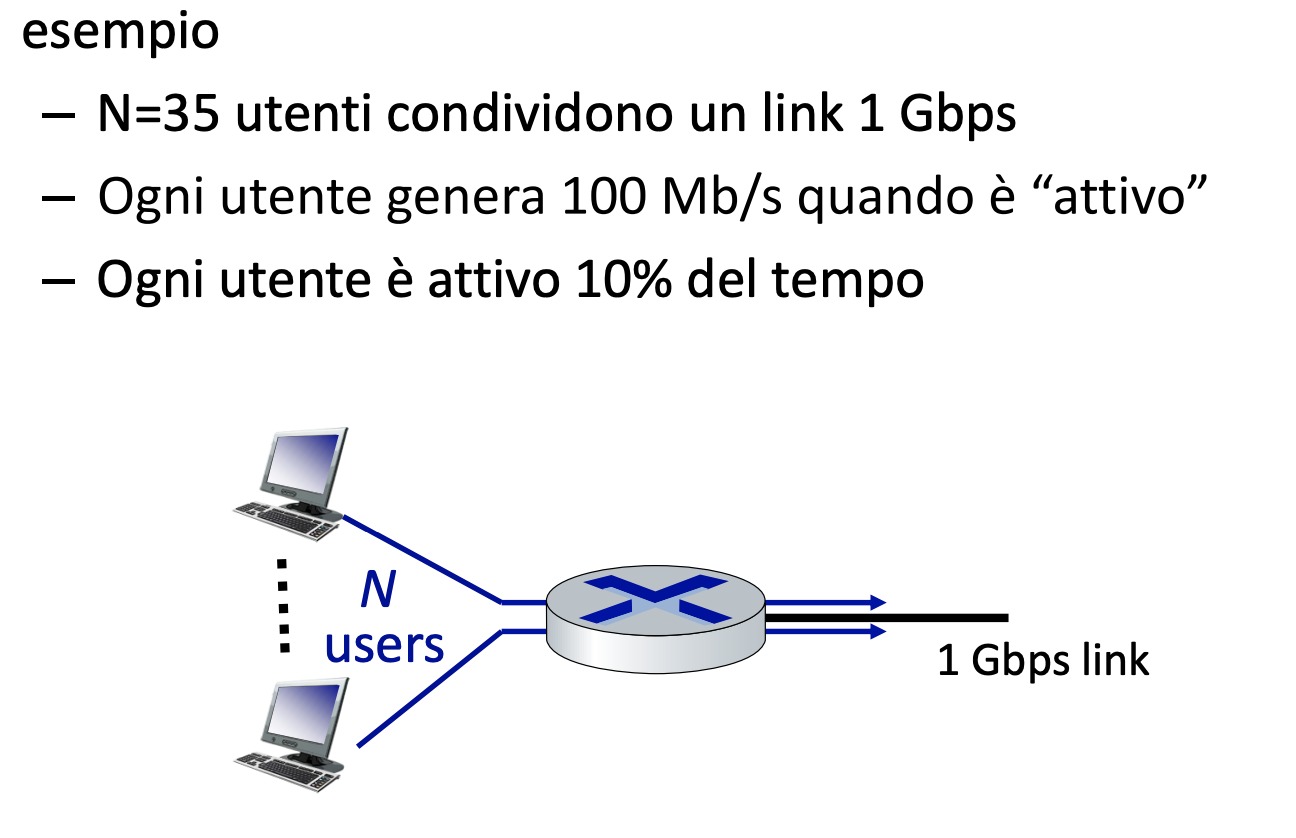 esempio
– N=35 utenti condividono un link 1 Gbps
– Ogni utente genera 100 Mb/s quando è “attivo”
– Ogni utente è attivo 10% del tempo
N
users
1 Gbps link